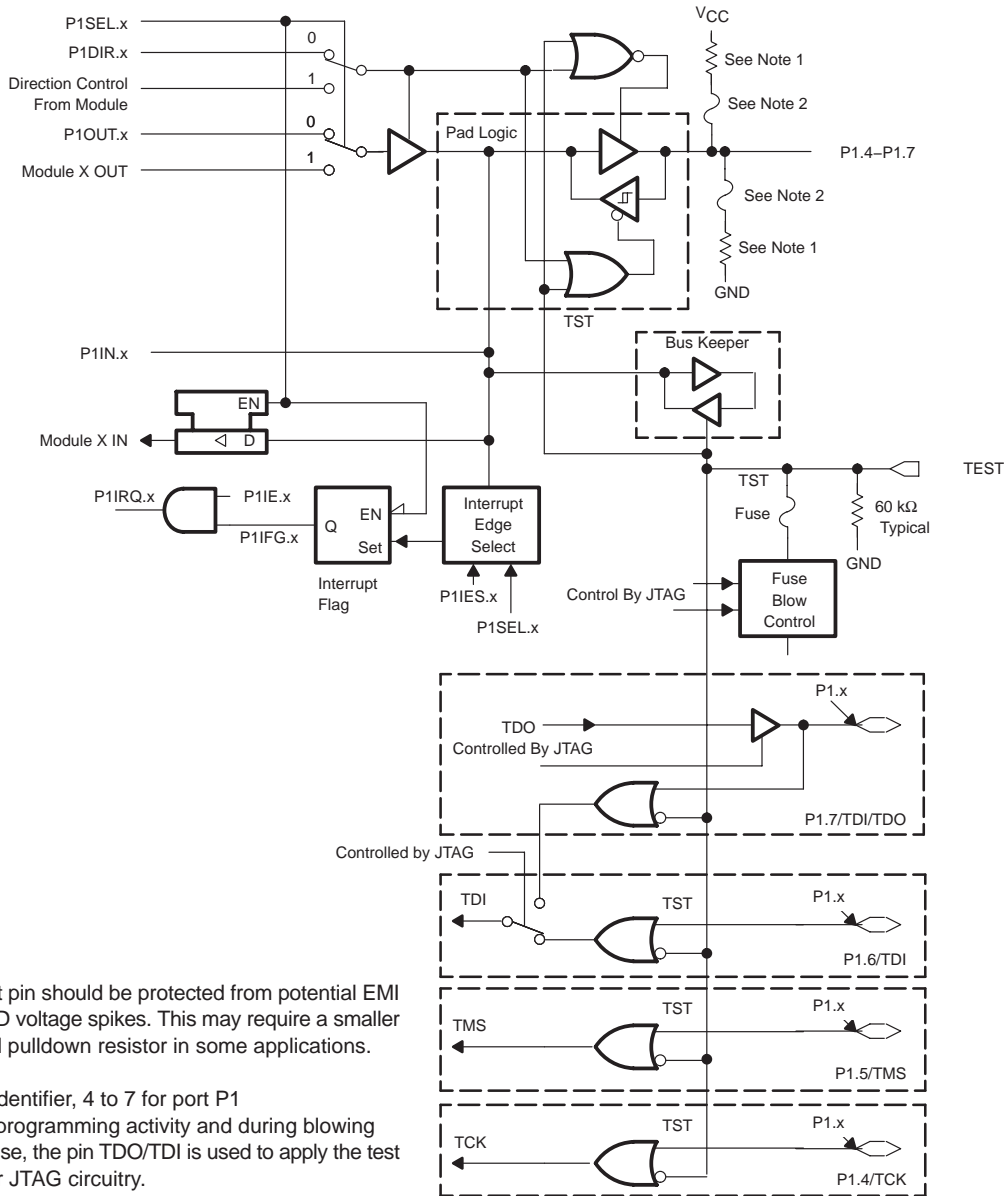 P1SEL.x
P1DIR.x
Direction Control
From Module
P1OUT.x
Module X OUT
0
1
0
1
Pad Logic
TST
VCC
See Note 1
See Note 2
P1.4–P1.7
See Note 2
See Note 1
GND
P1IN.x
Bus Keeper
EN
Module X IN
D
P1IRQ.x
P1IE.x
P1IFG.x
Q
EN
Set
Interrupt
Flag
Interrupt
Edge
Select
P1IES.x
P1SEL.x
TST
TEST
Fuse
60 kΩ
Typical
GND
Control By JTAG
Fuse
Blow
Control
P1.x
TDO
Controlled By JTAG
P1.7/TDI/TDO
Controlled by JTAG
TDI
TST
P1.x
P1.6/TDI
t pin should be protected from potential EMI
D voltage spikes. This may require a smaller
l pulldown resistor in some applications.
TMS
TST
P1.x
P1.5/TMS
dentifier, 4 to 7 for port P1
programming activity and during blowing
se, the pin TDO/TDI is used to apply the test
r JTAG circuitry.
TCK
TST
P1.x
P1.4/TCK